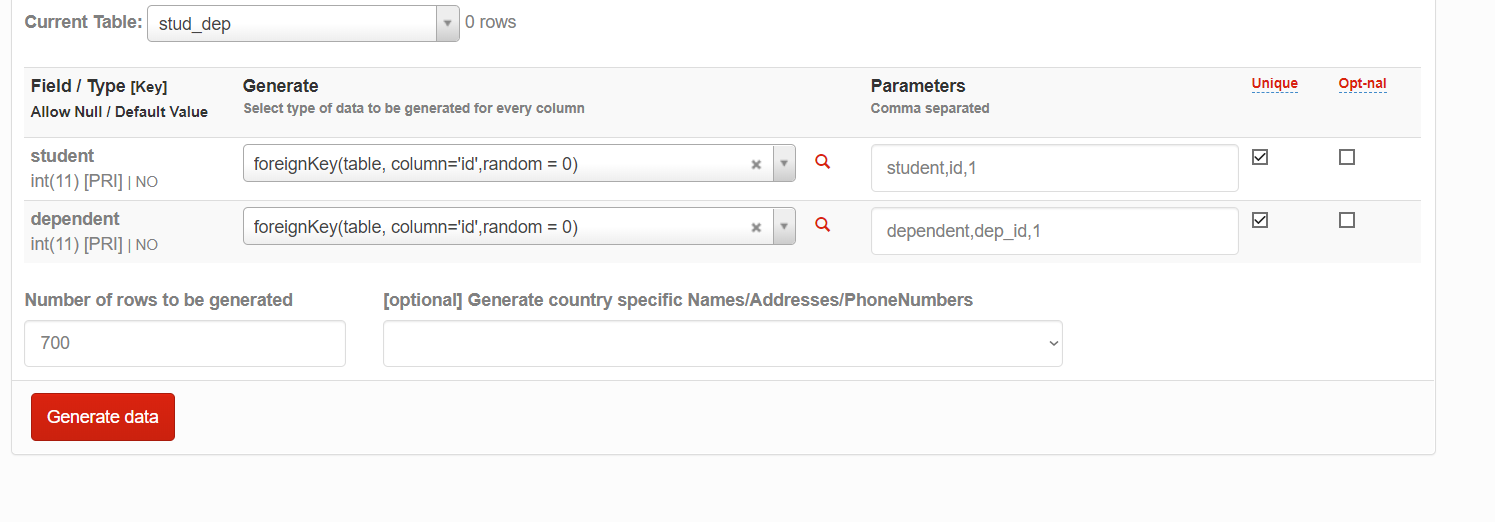 Current Table: stud_dep 0 rows
Field / Type [Key] Generate Parameters Unique Opt-nal
Allow Null / Default Value Select type of data to be generated for every column Comma separated
student foreignKey(table, column='id',random = 0) student,id,1
int(11) [PRI] | NO
dependent foreignKey(table, column='id',random = 0) dependent,dep_id,1
int(11) [PRI] | NO
Number of rows to be generated [optional] Generate country specific Names/Addresses/PhoneNumbers
700
Generate data